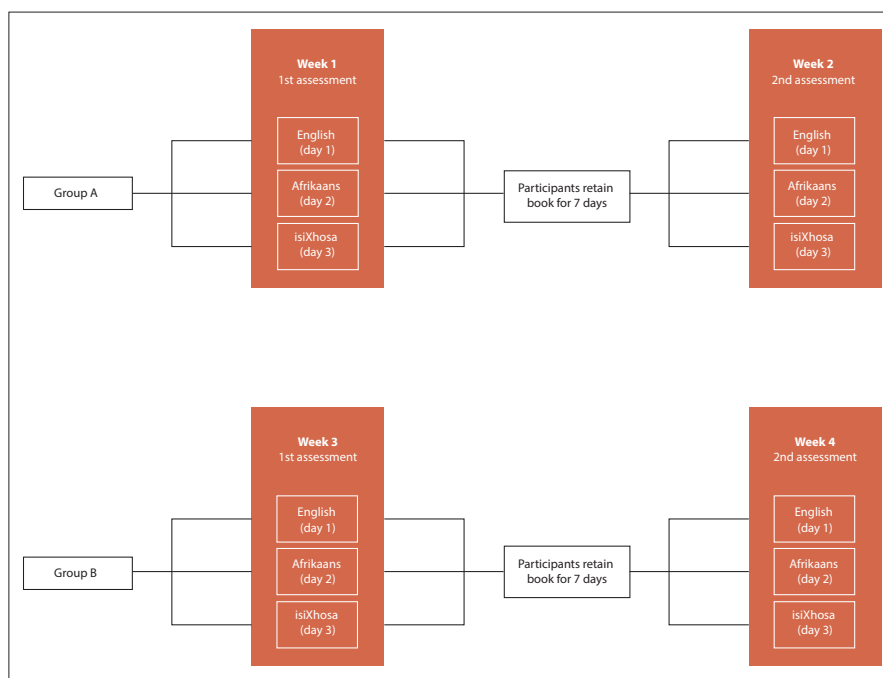 Week 1
1st assessment
English
(day 1)
Afrikaans
(day 2)
isiXhosa
(day 3)
Group A
Participants retain
book for 7 days
Week 2
2nd assessment
English
(day 1)
Afrikaans
(day 2)
isiXhosa
(day 3)
Week 3
1st assessment
English
(day 1)
Afrikaans
(day 2)
isiXhosa
(day 3)
Group B
Participants retain
book for 7 days
Week 4
2nd assessment
English
(day 1)
Afrikaans
(day 2)
isiXhosa
(day 3)